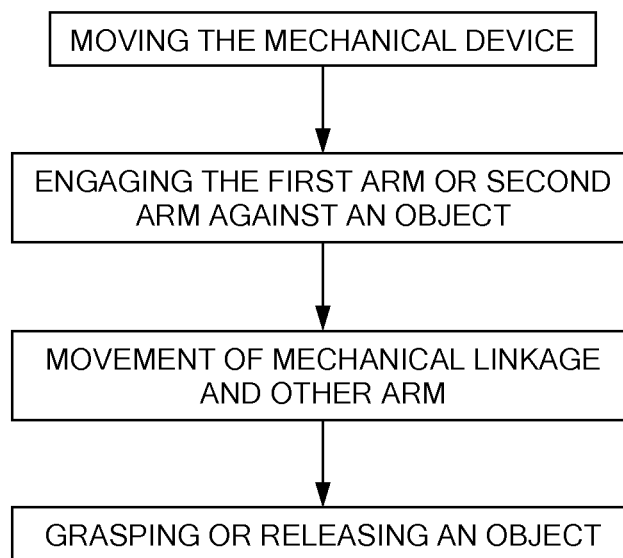 MOVING THE MECHANICAL DEVICE
ENGAGING THE FIRST ARM OR SECOND
ARM AGAINST AN OBJECT
MOVEMENT OF MECHANICAL LINKAGE
AND OTHER ARM
GRASPING OR RELEASING AN OBJECT